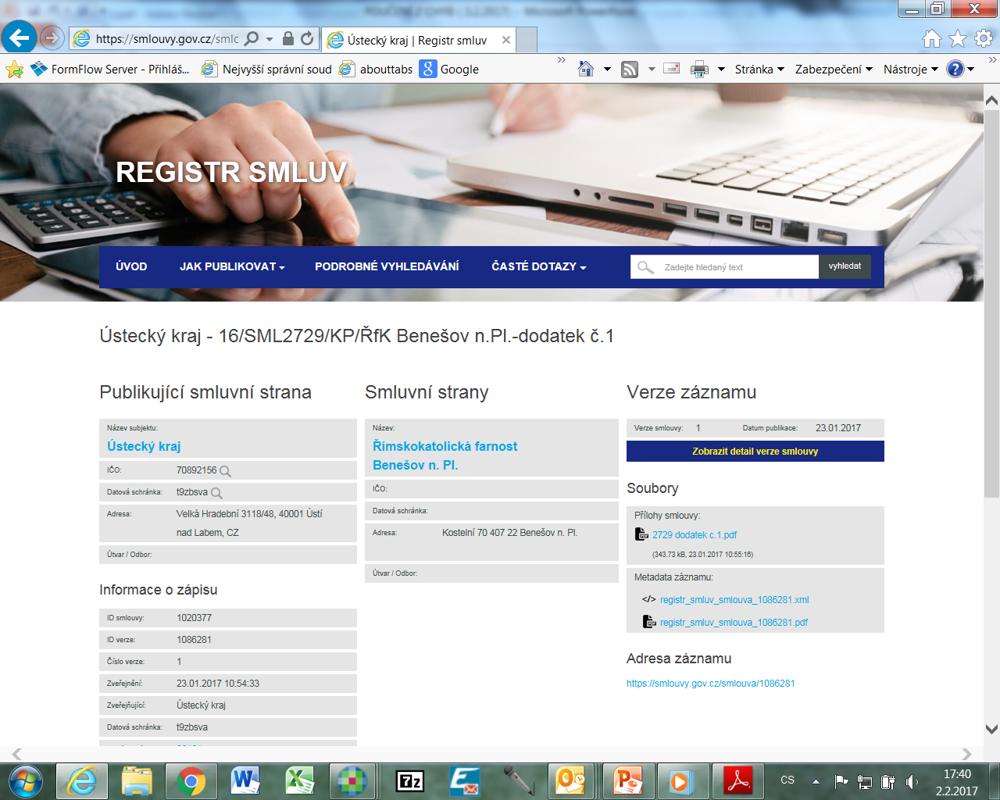 https://smlouvy.gov.cz/smlc
Ústecký kraj | Registr smluv
FormFlow Server - Přihláš...
Nejvyšší správní soud
abouttabs
Google
Stránka
Zabezpečení
Nástroje
REGISTR SMLUV
ÚVOD
JAK PUBLIKOVAT
PODROBNÉ VYHLEDÁVÁNÍ
ČASTÉ DOTAZY
Zadejte hledaný text
vyhledat
Ústecký kraj - 16/SML2729/KP/ŘfK Benešov n.Pl.-dodatek č.1
Publikující smluvní strana
Název subjektu:
Ústecký kraj
IČO: 70892156
Datová schránka: t9zbsva
Adresa: Velká Hradební 3118/48, 40001 Ústí
nad Labem, CZ
Útvar / Odbor:
Informace o zápisu
ID smlouvy: 1020377
ID verze: 1086281
Číslo verze: 1
Zveřejnění: 23.01.2017 10:54:33
Zveřejňující: Ústecký kraj
Datová schránka: t9zbsva
Smluvní strany
Název:
Římskokatolická farnost
Benešov n. Pl.
IČO:
Datová schránka:
Adresa: Kostelní 70 407 22 Benešov n. Pl.
Útvar / Odbor:
Verze záznamu
Verze smlouvy: 1 Datum publikace: 23.01.2017
Zobrazit detail verze smlouvy
Soubory
Přílohy smlouvy:
2729 dodatek c.1.pdf
(343.73 kB, 23.01.2017 10:55:16)
Metadata záznamu:
</> registr_smluv_smlouva_1086281.xml
registr_smluv_smlouva_1086281.pdf
Adresa záznamu
https://smlouvy.gov.cz/smlouva/1086281
CS
17:40
2.2.2017